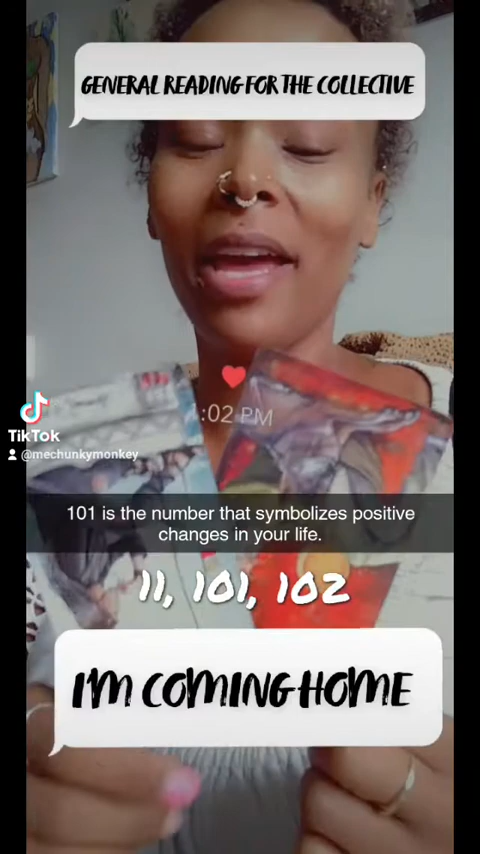 GENERAL READING FOR THE COLLECTIVE
:02 PM
TikTok
@mechunkymonkey
101 is the number that symbolizes positive
changes in your life.
11, 101, 102
I'M COMING HOME